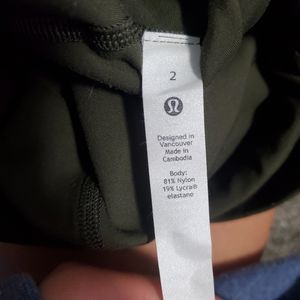 2
Designed in
Vancouver
Made in
Cambodia
Body:
81% Nylon
19% Lycra®
elastane